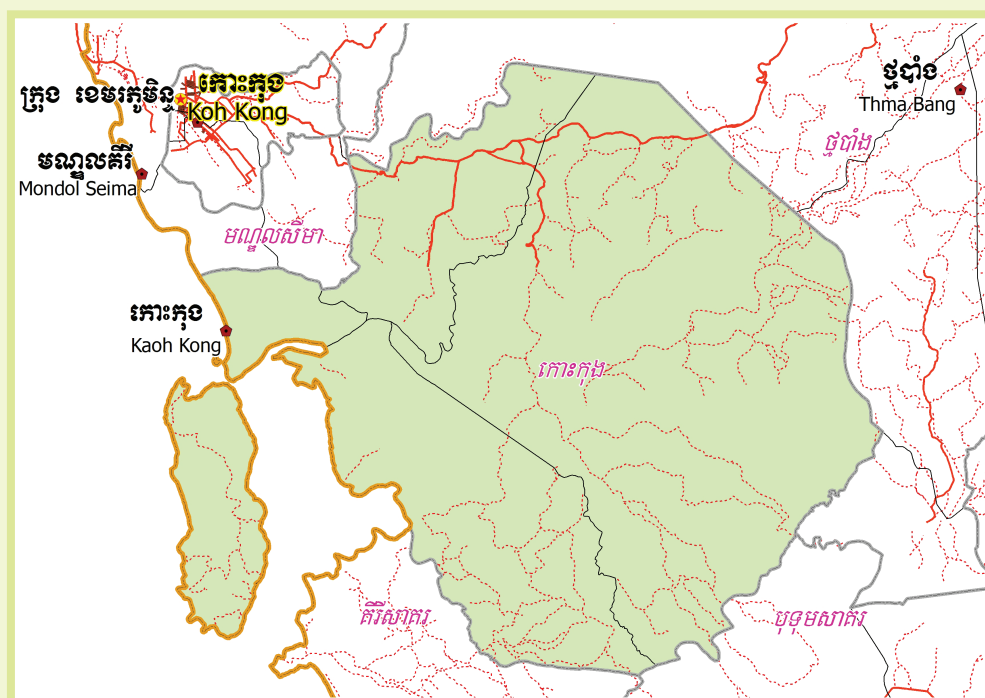 កោះកុង
Koh Kong
ក្រុង ខេមរភូមិន្ទ
មណ្ឌលគិរី
Mondol Seima
មណ្ឌលសីមា
ថ្មបាំង
Thma Bang
ថ្មបាំង
កោះកុង
Kaoh Kong
កោះកុង
គិរីសាគរ
បុទុមសាគរ